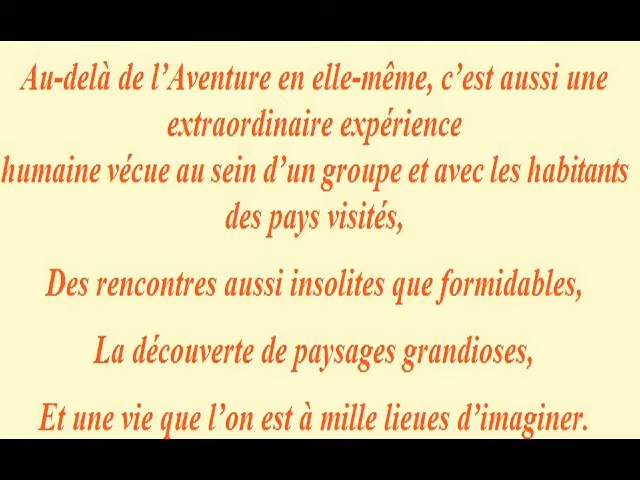 Au-delà de l’Aventure en elle-même, c’est aussi une
extraordinaire expérience
humaine vécue au sein d’un groupe et avec les habitants
des pays visités,
Des rencontres aussi insolites que formidables,
La découverte de paysages grandioses,
Et une vie que l’on est à mille lieues d’imaginer.